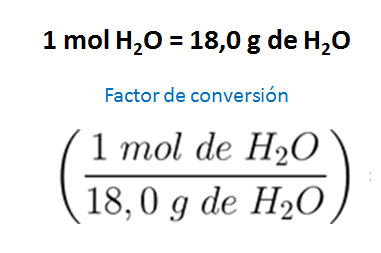 1 mol H₂O = 18,0 g de H₂O
Factor de conversión
1 mol de H₂O
18,0 g de H₂O